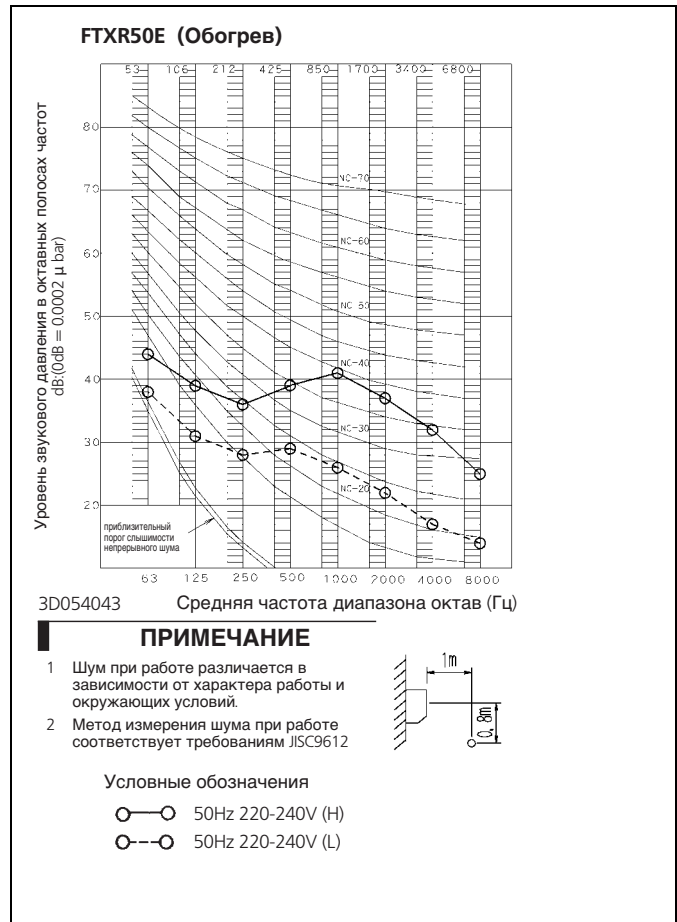 FTXR50E (Обогрев)
53 106 212 425 850 1700 3400 6800
Уровень звукового давления в октавных полосах частот
dB:(0dB = 0.0002 µ bar)
80
70
60
50
40
30
20
NC-70
NC-60
NC-50
NC-40
NC-30
NC-20
приблизительный
порог слышимости
непрерывного шума
63 125 250 500 1000 2000 4000 8000
3D054043 Средняя частота диапазона октав (Гц)
ПРИМЕЧАНИЕ
1 Шум при работе различается в
зависимости от характера работы и
окружающих условий.
2 Метод измерения шума при работе
соответствует требованиям JISC9612
1m
0.8m
Условные обозначения
50Hz 220-240V (H)
50Hz 220-240V (L)